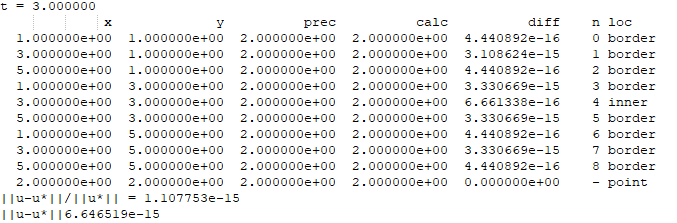 t = 3.000000
x y prec calc diff n loc
1.000000e+00 1.000000e+00 2.000000e+00 2.000000e+00 4.440892e-16 0 border
3.000000e+00 1.000000e+00 2.000000e+00 2.000000e+00 3.108624e-15 1 border
5.000000e+00 1.000000e+00 2.000000e+00 2.000000e+00 4.440892e-16 2 border
1.000000e+00 3.000000e+00 2.000000e+00 2.000000e+00 3.330669e-15 3 border
3.000000e+00 3.000000e+00 2.000000e+00 2.000000e+00 6.661338e-16 4 inner
5.000000e+00 3.000000e+00 2.000000e+00 2.000000e+00 3.330669e-15 5 border
1.000000e+00 5.000000e+00 2.000000e+00 2.000000e+00 4.440892e-16 6 border
3.000000e+00 5.000000e+00 2.000000e+00 2.000000e+00 3.330669e-15 7 border
5.000000e+00 5.000000e+00 2.000000e+00 2.000000e+00 4.440892e-16 8 border
2.000000e+00 2.000000e+00 2.000000e+00 2.000000e+00 0.000000e+00 - point
||u-u*||/||u*|| = 1.107753e-15
||u-u*||6.646519e-15